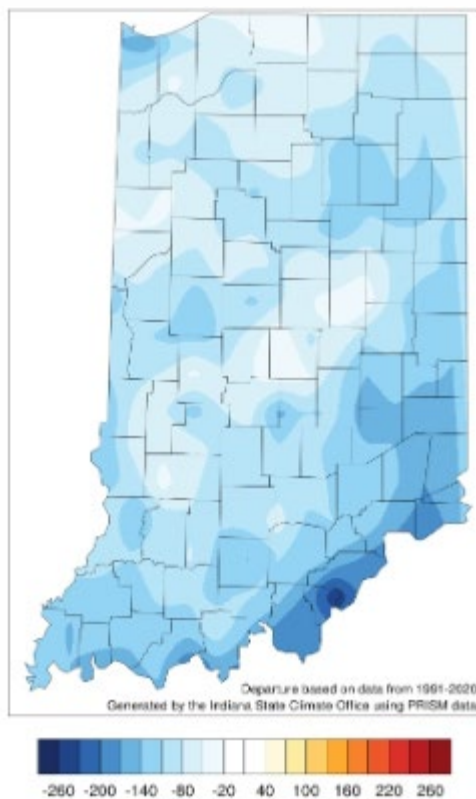 Departure based on data from 1991-2020
Generated by the Indiana State Climate Office using PRISM data
-260 -200 -140 -80 -20 40 100 160 220 260